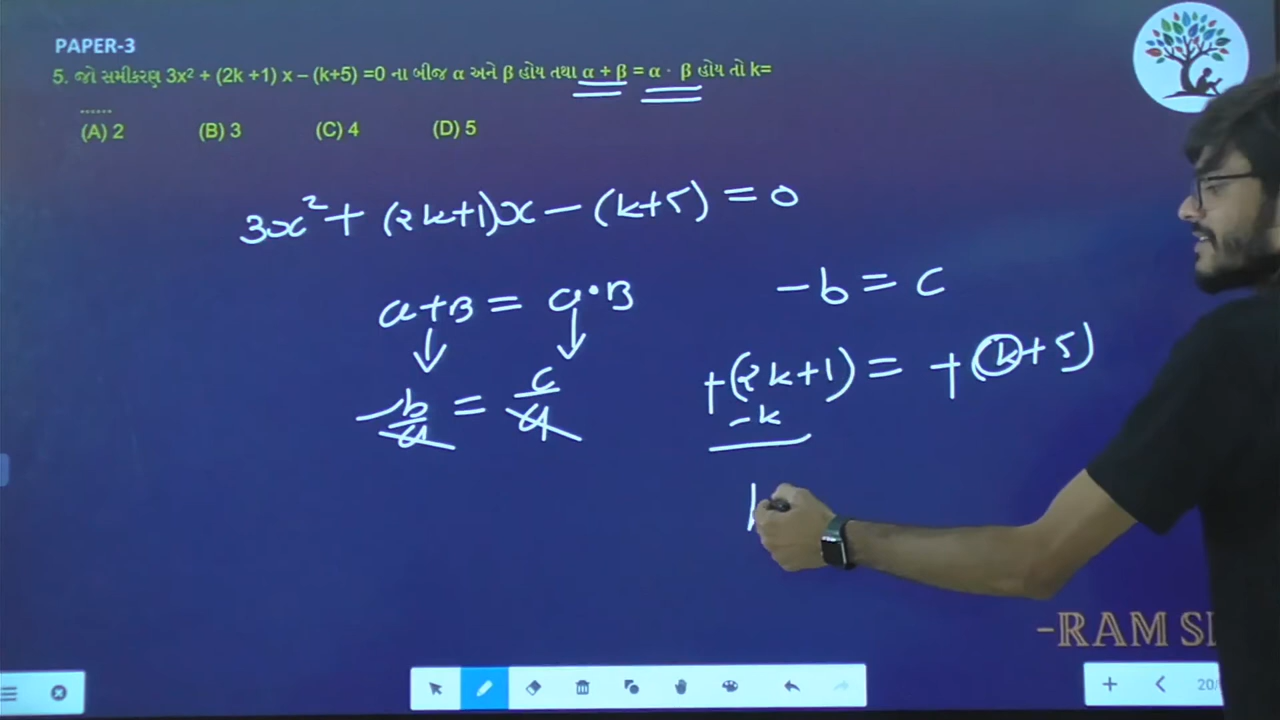 PAPER-3
5. જો સમીકરણ 3x² + (2k +1) x – (k+5) =0 ના બીજ α અને β હોય તથા α + β = α · β હોય તો k=
......
(A) 2 (B) 3 (C) 4 (D) 5
3x² + (2k+1)x – (k+5) = 0
α+β = α·β
-b/a = c/a
-b = c
+(2k+1) = +(k+5)
-k
-RAM
20/